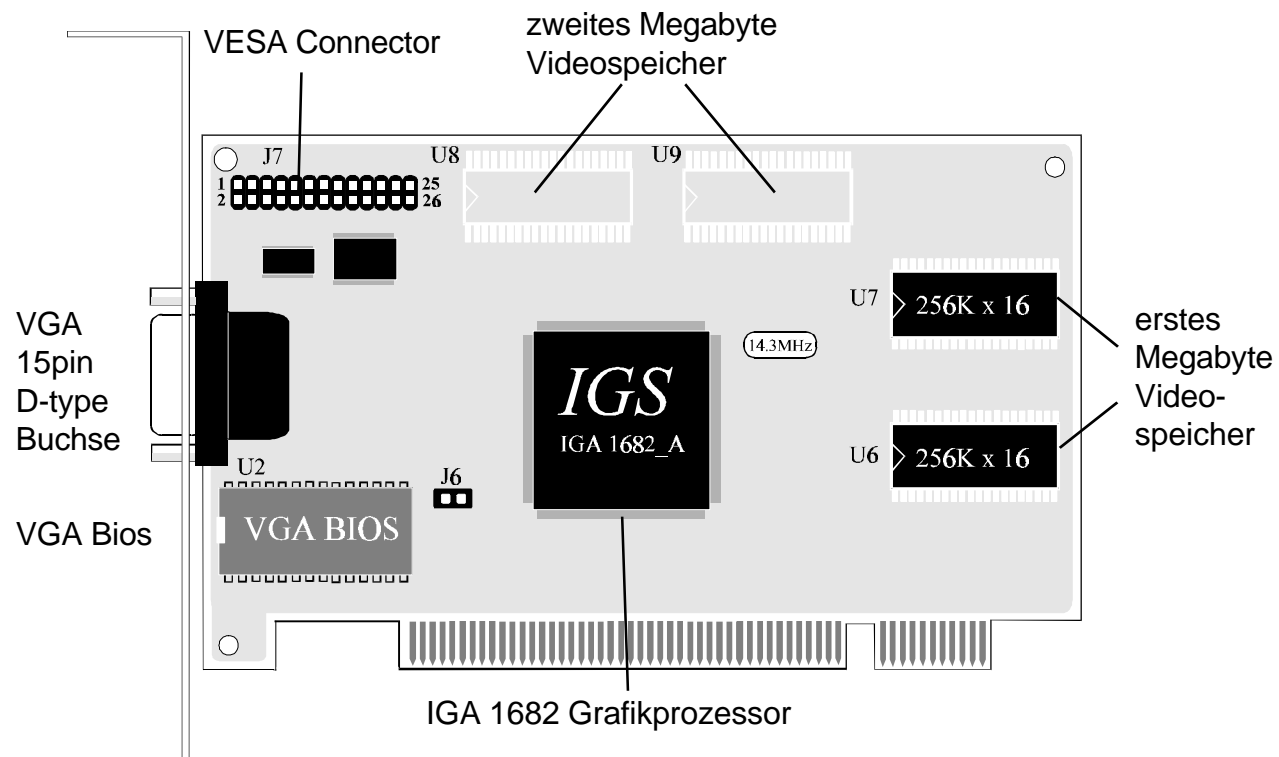 zweites Megabyte
Videospeicher
VESA Connector
J7
U8
U9
1
25
2
26
U7
256K x 16
VGA
15pin
D-type
Buchse
erstes
Megabyte
Video-
speicher
14.3MHz
IGS
IGA 1682_A
U6
256K x 16
U2
J6
VGA Bios
VGA BIOS
IGA 1682 Grafikprozessor